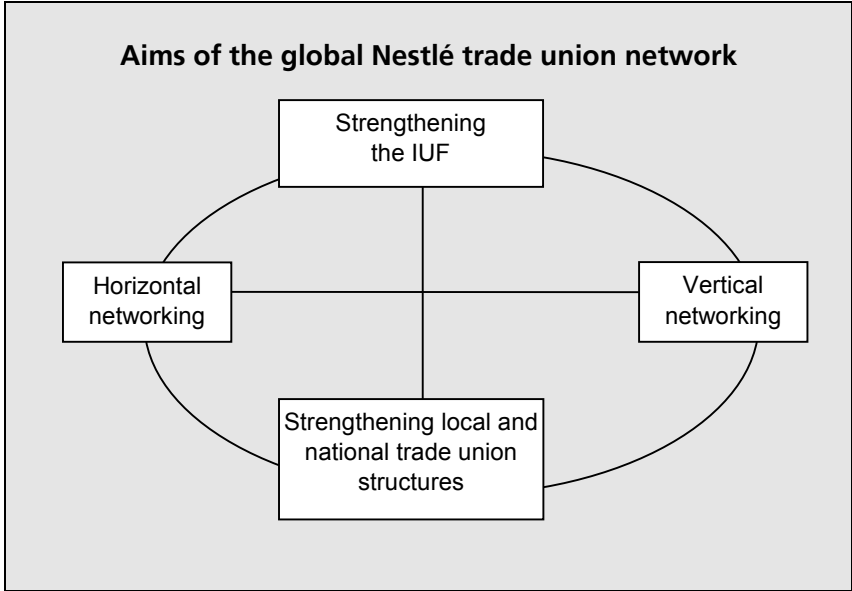 Aims of the global Nestlé trade union network
Strengthening
the IUF
Horizontal
networking
Vertical
networking
Strengthening local and
national trade union
structures